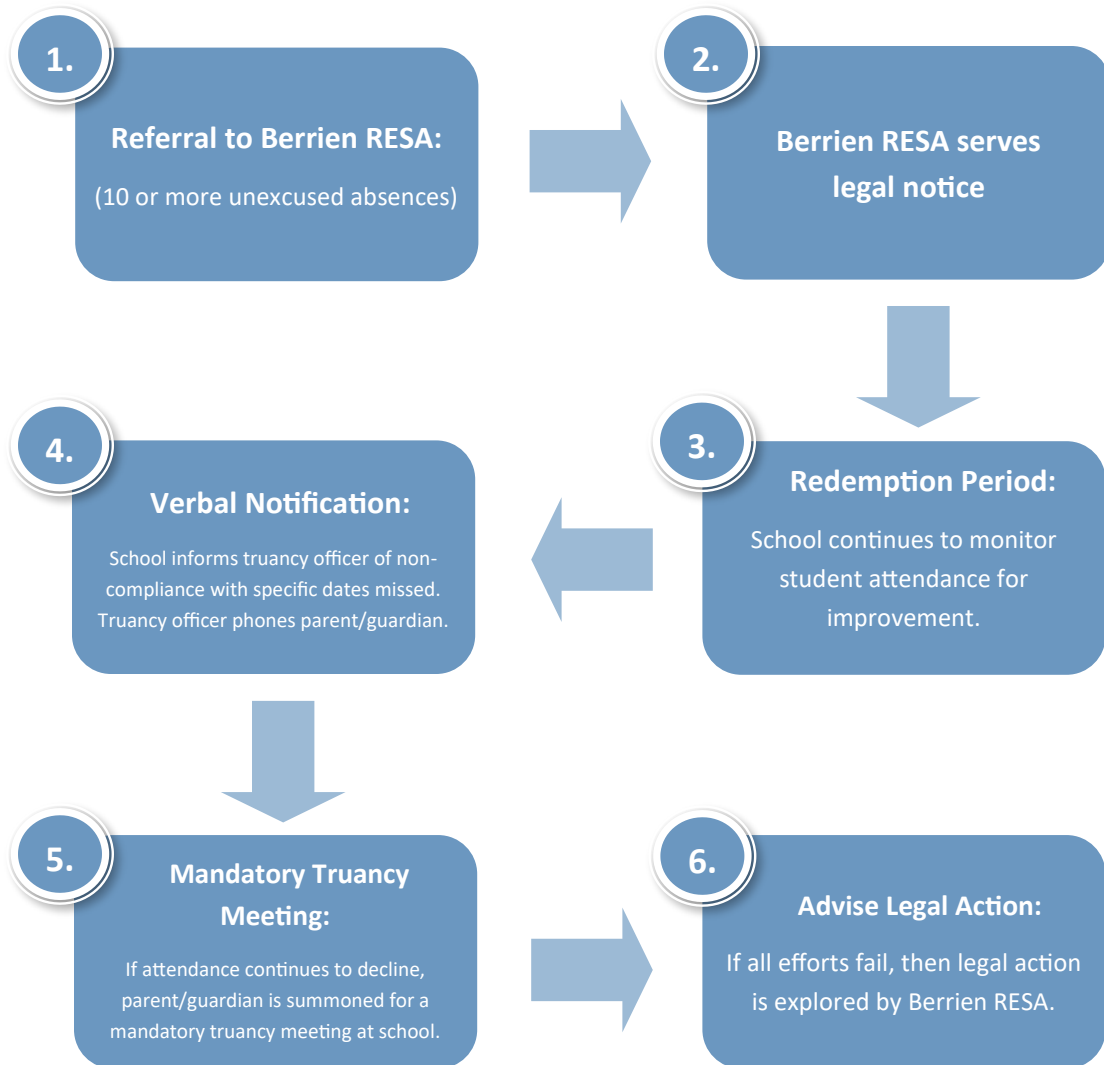 1.
Referral to Berrien RESA:
(10 or more unexcused absences)
2.
Berrien RESA serves
legal notice
3.
Redemption Period:
School continues to monitor
student attendance for
improvement.
4.
Verbal Notification:
School informs truancy officer of non-
compliance with specific dates missed.
Truancy officer phones parent/guardian.
5.
Mandatory Truancy
Meeting:
If attendance continues to decline,
parent/guardian is summoned for a
mandatory truancy meeting at school.
6.
Advise Legal Action:
If all efforts fail, then legal action
is explored by Berrien RESA.